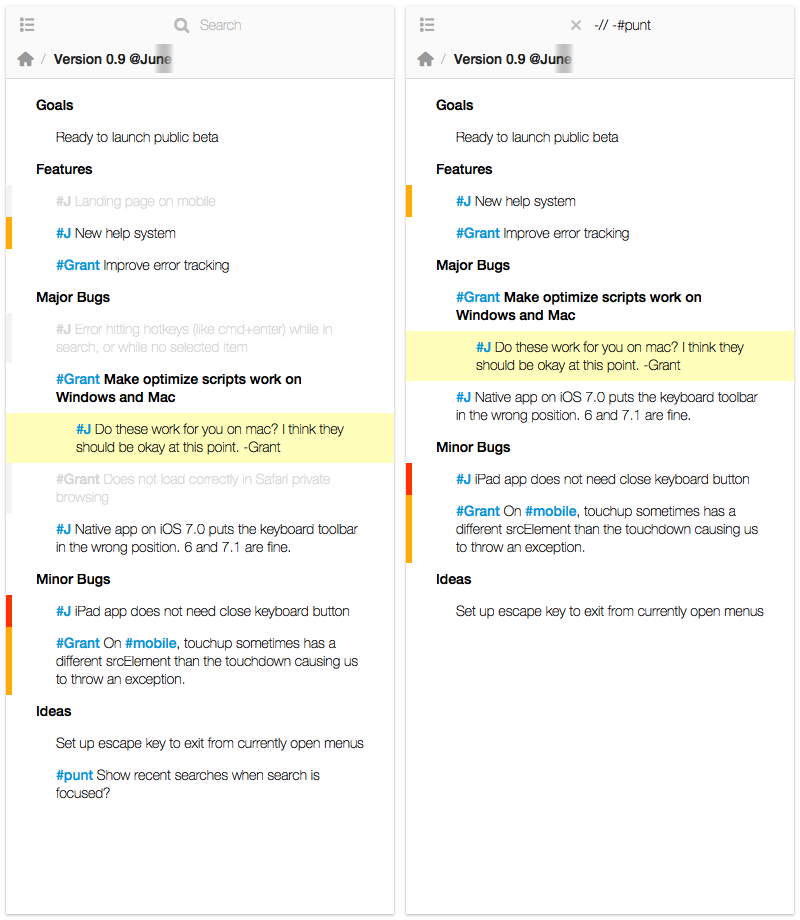 Search
/ Version 0.9 @June
Goals
Ready to launch public beta
Features
#J Landing page on mobile
#J New help system
#Grant Improve error tracking
Major Bugs
#J Error hitting hotkeys (like cmd+enter) while in
search, or while no selected item
#Grant Make optimize scripts work on
Windows and Mac
#J Do these work for you on mac? I think they
should be okay at this point. -Grant
#Grant Does not load correctly in Safari private
browsing
#J Native app on iOS 7.0 puts the keyboard toolbar
in the wrong position. 6 and 7.1 are fine.
Minor Bugs
#J iPad app does not need close keyboard button
#Grant On #mobile, touchup sometimes has a
different srcElement than the touchdown causing us
to throw an exception.
Ideas
Set up escape key to exit from currently open menus
#punt Show recent searches when search is
focused?
-// -#punt
/ Version 0.9 @June
Goals
Ready to launch public beta
Features
#J New help system
#Grant Improve error tracking
Major Bugs
#Grant Make optimize scripts work on
Windows and Mac
#J Do these work for you on mac? I think they
should be okay at this point. -Grant
#J Native app on iOS 7.0 puts the keyboard toolbar
in the wrong position. 6 and 7.1 are fine.
Minor Bugs
#J iPad app does not need close keyboard button
#Grant On #mobile, touchup sometimes has a
different srcElement than the touchdown causing us
to throw an exception.
Ideas
Set up escape key to exit from currently open menus